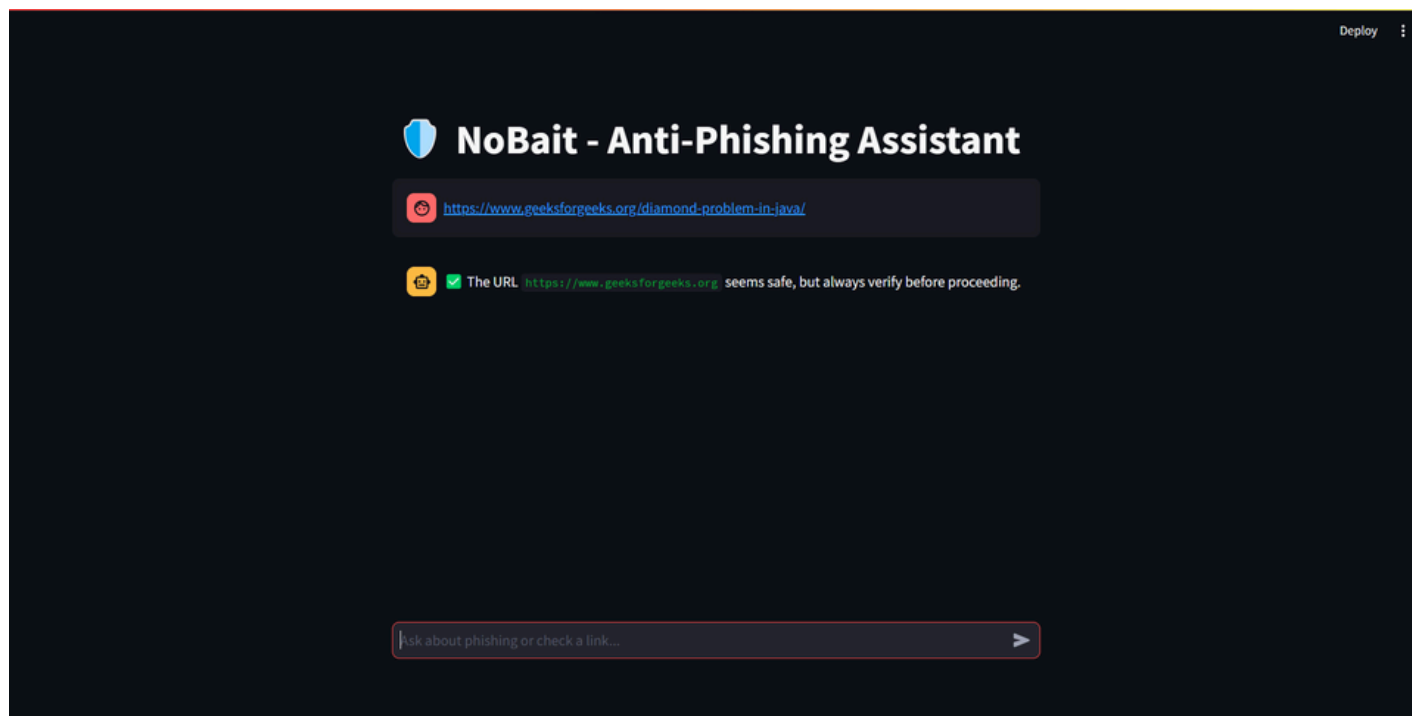 Deploy
NoBait - Anti-Phishing Assistant
https://www.geeksforgeeks.org/diamond-problem-in-java/
The URL https://www.geeksforgeeks.org seems safe, but always verify before proceeding.
Ask about phishing or check a link...